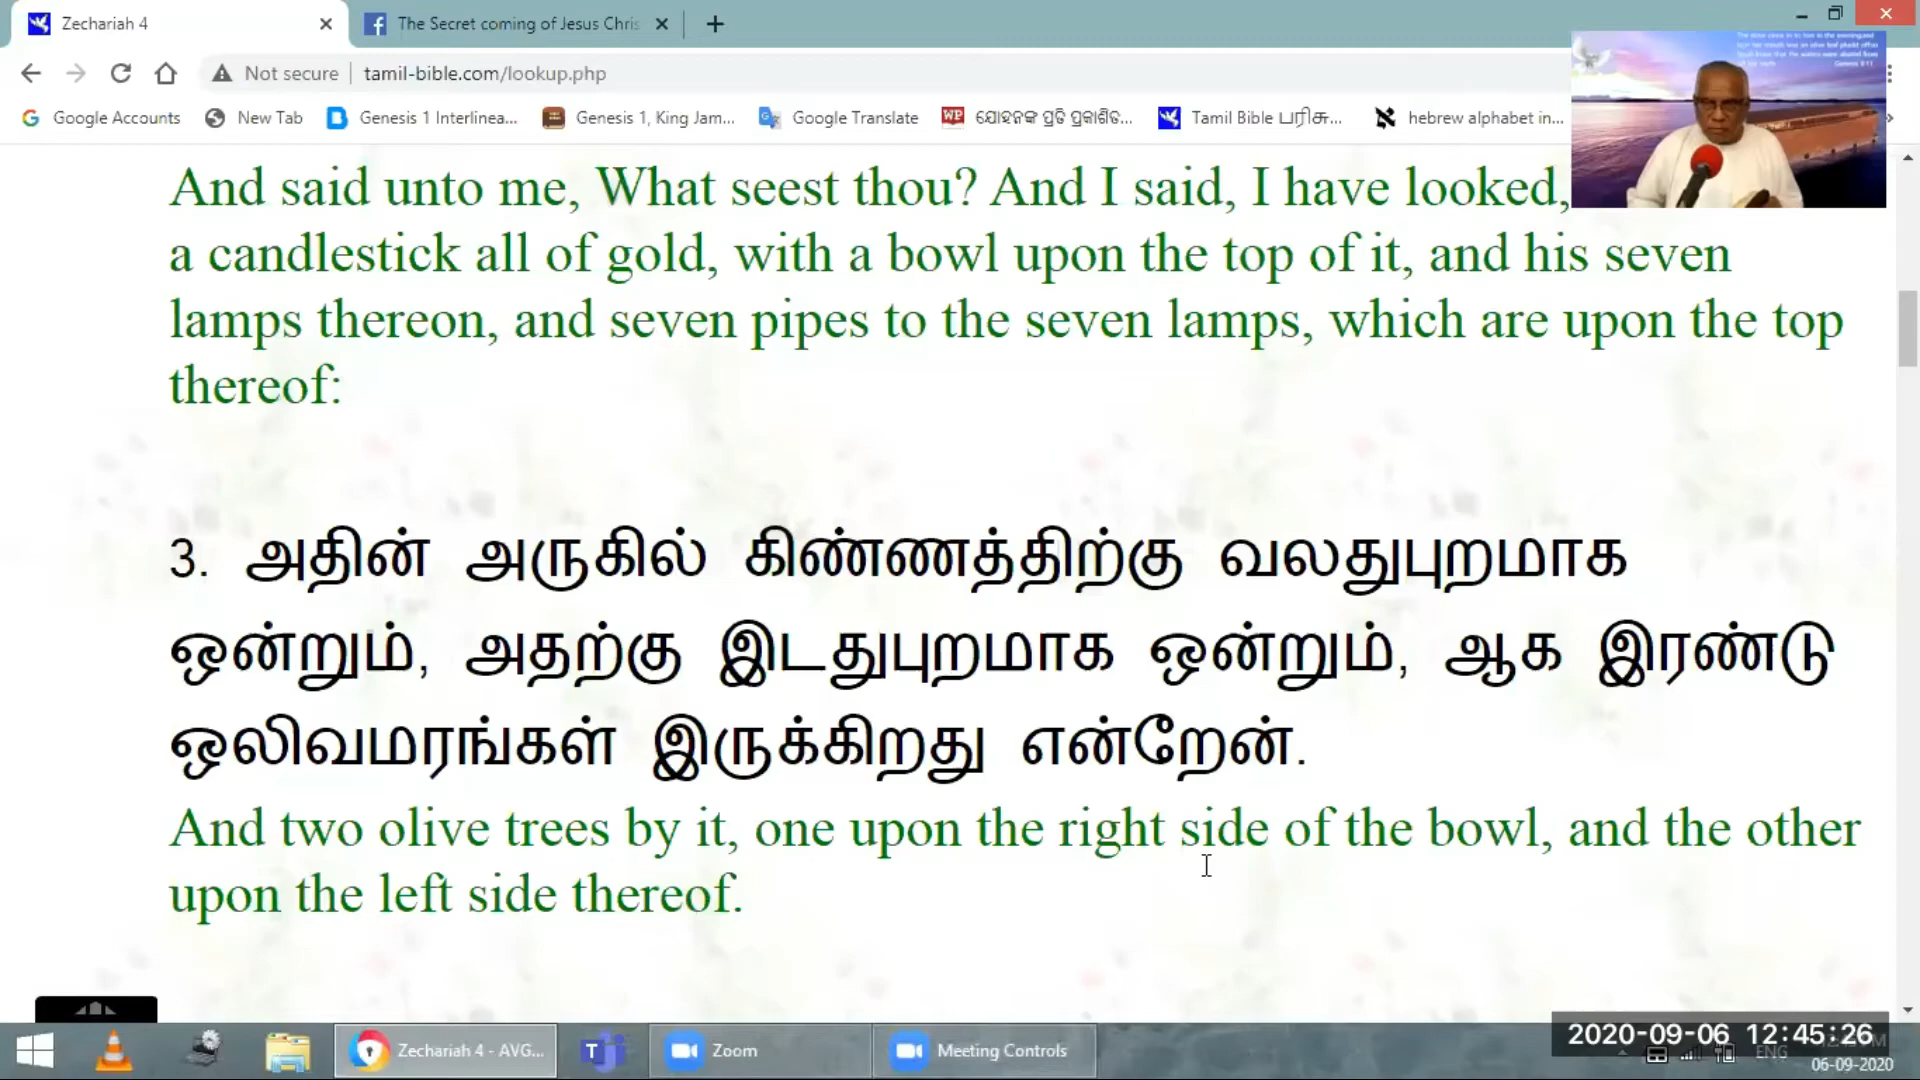 Zechariah 4
The Secret coming of Jesus Chris
Not secure
tamil-bible.com/lookup.php
Google Accounts
New Tab
Genesis 1 Interlinea...
Genesis 1, King Jam...
Google Translate
ଯୋହନଙ୍କ ପ୍ରତି ପ୍ରକାଶିତ...
Tamil Bible பரிசு...
hebrew alphabet in...
And said unto me, What seest thou? And I said, I have looked,
a candlestick all of gold, with a bowl upon the top of it, and his seven
lamps thereon, and seven pipes to the seven lamps, which are upon the top
thereof:
3. அதின் அருகில் கிண்ணத்திற்கு வலதுபுறமாக
ஒன்றும், அதற்கு இடதுபுறமாக ஒன்றும், ஆக இரண்டு
ஒலிவமரங்கள் இருக்கிறது என்றேன்.
And two olive trees by it, one upon the right side of the bowl, and the other
upon the left side thereof.
Zechariah 4 - AVG...
Zoom
Meeting Controls
2020-09-06 12:45:26
ENG
06-09-2020